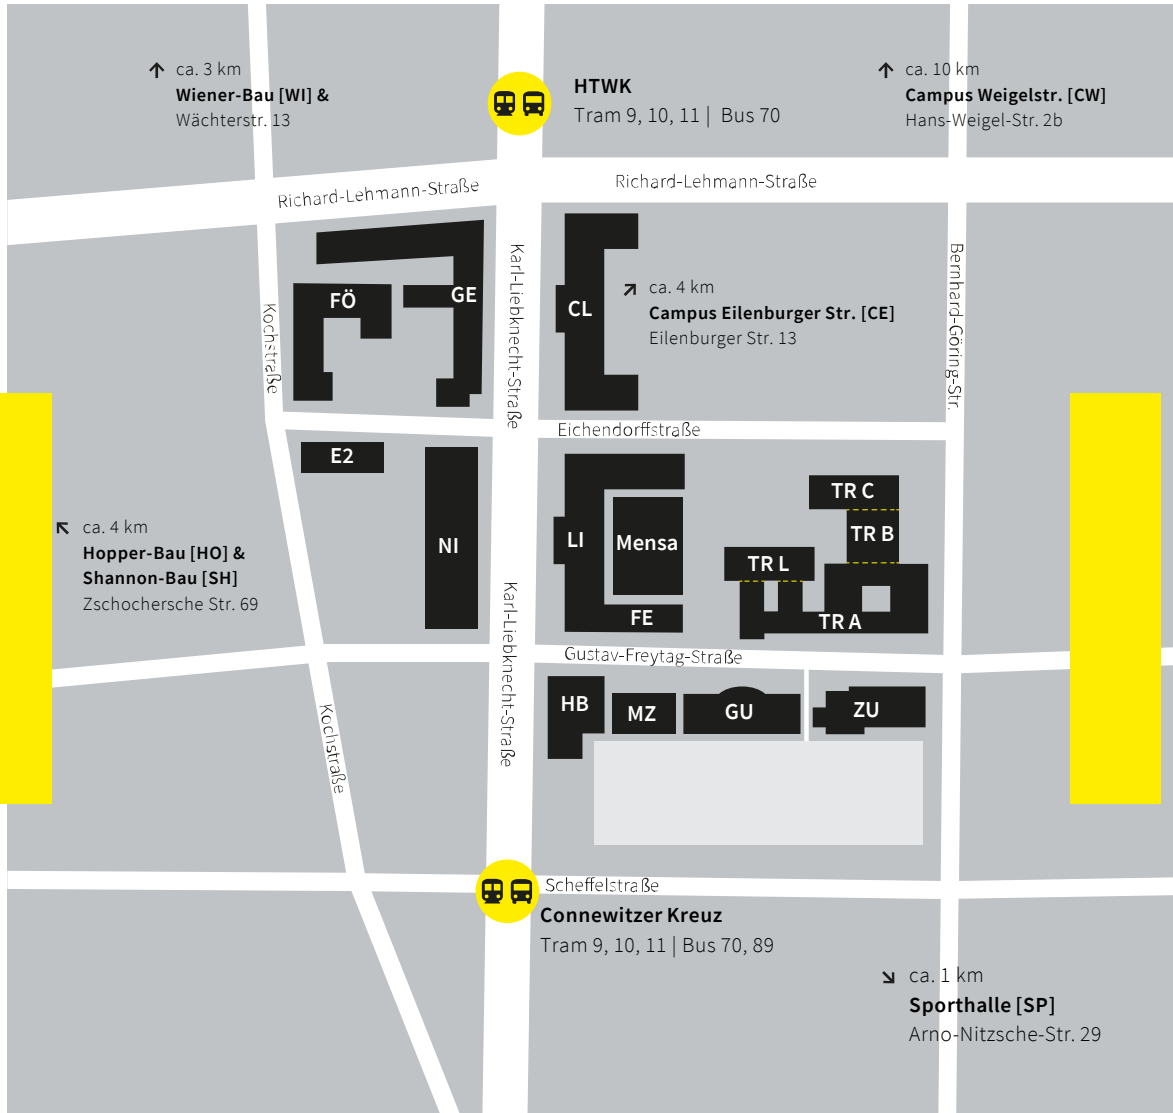 ca. 3 km
Wiener-Bau [WI] &
Wächterstr. 13
HTWK
Tram 9, 10, 11 | Bus 70
ca. 10 km
Campus Weigelstr. [CW]
Hans-Weigel-Str. 2b
Richard-Lehmann-Straße
Richard-Lehmann-Straße
Karl-Liebknecht-Straße
Bernhard-Göring-Str.
Kochstraße
FÖ
GE
CL
ca. 4 km
Campus Eilenburger Str. [CE]
Eilenburger Str. 13
Eichendorffstraße
E2
NI
LI
Mensa
FE
TR C
TR B
TR L
TR A
ca. 4 km
Hopper-Bau [HO] &
Shannon-Bau [SH]
Zschochersche Str. 69
Karl-Liebknecht-Straße
Gustav-Freytag-Straße
HB
MZ
GU
ZU
Kochstraße
Scheffelstraße
Connewitzer Kreuz
Tram 9, 10, 11 | Bus 70, 89
ca. 1 km
Sporthalle [SP]
Arno-Nitzsche-Str. 29